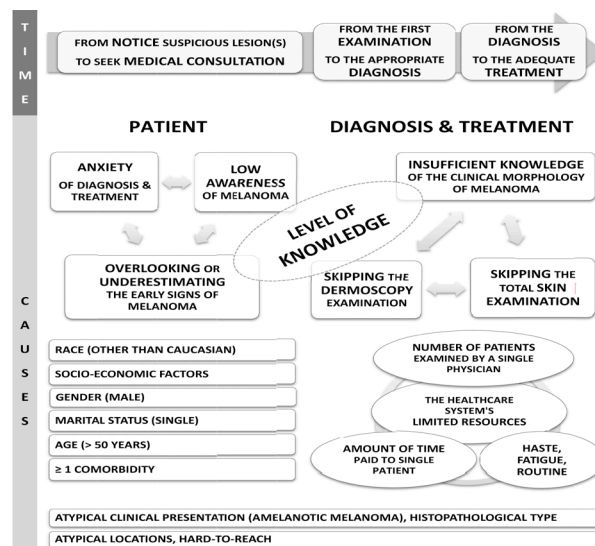 TIME
FROM NOTICE SUSPICIOUS LESION(S)
TO SEEK MEDICAL CONSULTATION
FROM THE FIRST
EXAMINATION
TO THE APPROPRIATE
DIAGNOSIS
FROM THE
DIAGNOSIS
TO THE ADEQUATE
TREATMENT
CAUSES
PATIENT
DIAGNOSIS & TREATMENT
ANXIETY
OF DIAGNOSIS &
TREATMENT
LOW
AWARENESS
OF MELANOMA
INSUFFICIENT KNOWLEDGE
OF THE CLINICAL MORPHOLOGY
OF MELANOMA
LEVEL OF
KNOWLEDGE
OVERLOOKING OR
UNDERESTIMATING
THE EARLY SIGNS OF
MELANOMA
SKIPPING THE
DERMOSCOPY
EXAMINATION
SKIPPING THE
TOTAL SKIN
EXAMINATION
RACE (OTHER THAN CAUCASIAN)
SOCIO-ECONOMIC FACTORS
GENDER (MALE)
MARITAL STATUS (SINGLE)
AGE (> 50 YEARS)
≥ 1 COMORBIDITY
NUMBER OF PATIENTS
EXAMINED BY A SINGLE
PHYSICIAN
THE HEALTHCARE
SYSTEM'S
LIMITED RESOURCES
AMOUNT OF TIME
PAID TO SINGLE
PATIENT
HASTE,
FATIGUE,
ROUTINE
ATYPICAL CLINICAL PRESENTATION (AMELANOTIC MELANOMA), HISTOPATHOLOGICAL TYPE
ATYPICAL LOCATIONS, HARD-TO-REACH